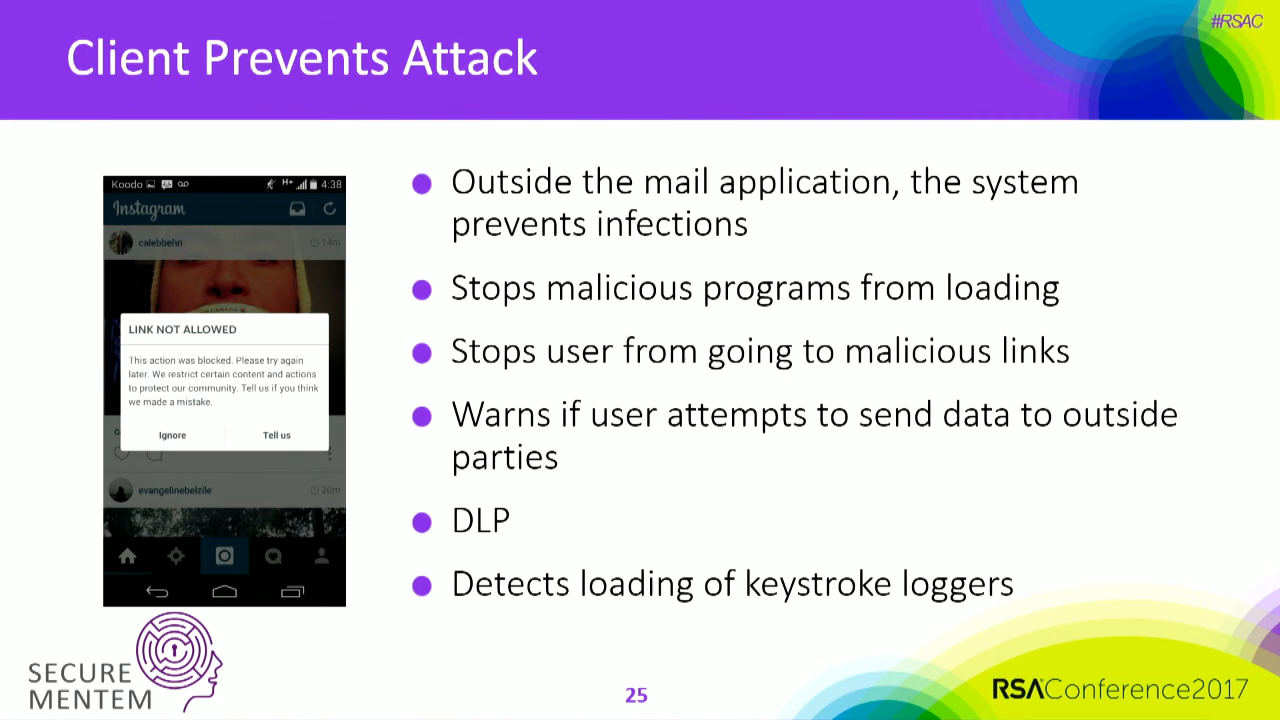 #RSAC
Client Prevents Attack
Koodo 4:38
H+
Instagram
calebbehn 14m
LINK NOT ALLOWED
This action was blocked. Please try again
later. We restrict certain content and actions
to protect our community. Tell us if you think
we made a mistake.
Ignore Tell us
evangelinebelzile 20m
Outside the mail application, the system
prevents infections
Stops malicious programs from loading
Stops user from going to malicious links
Warns if user attempts to send data to outside
parties
DLP
Detects loading of keystroke loggers
SECURE
MENTEM
25
RSAConference2017